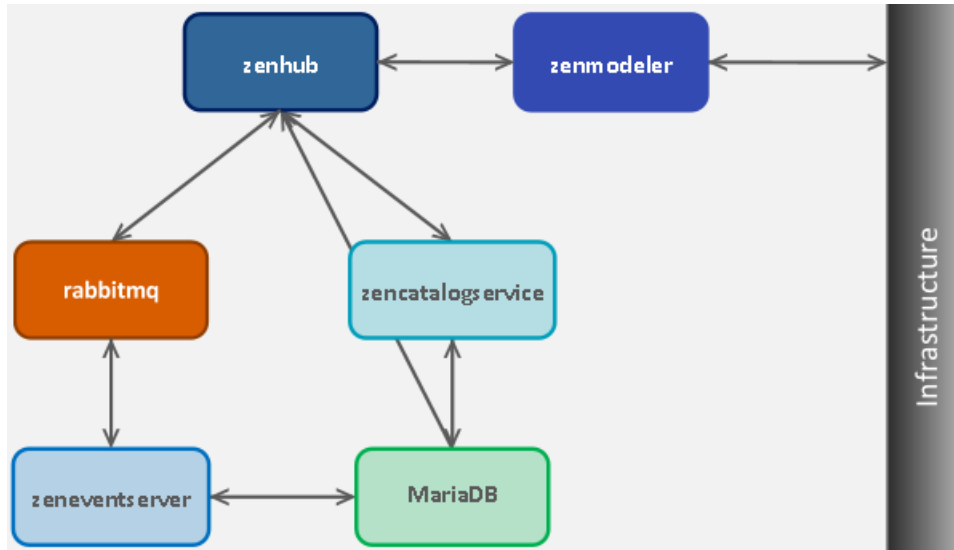 zenhub
zenmodeler
rabbitmq
zencatalogservice
Infrastructure
zeneventserver
MariaDB